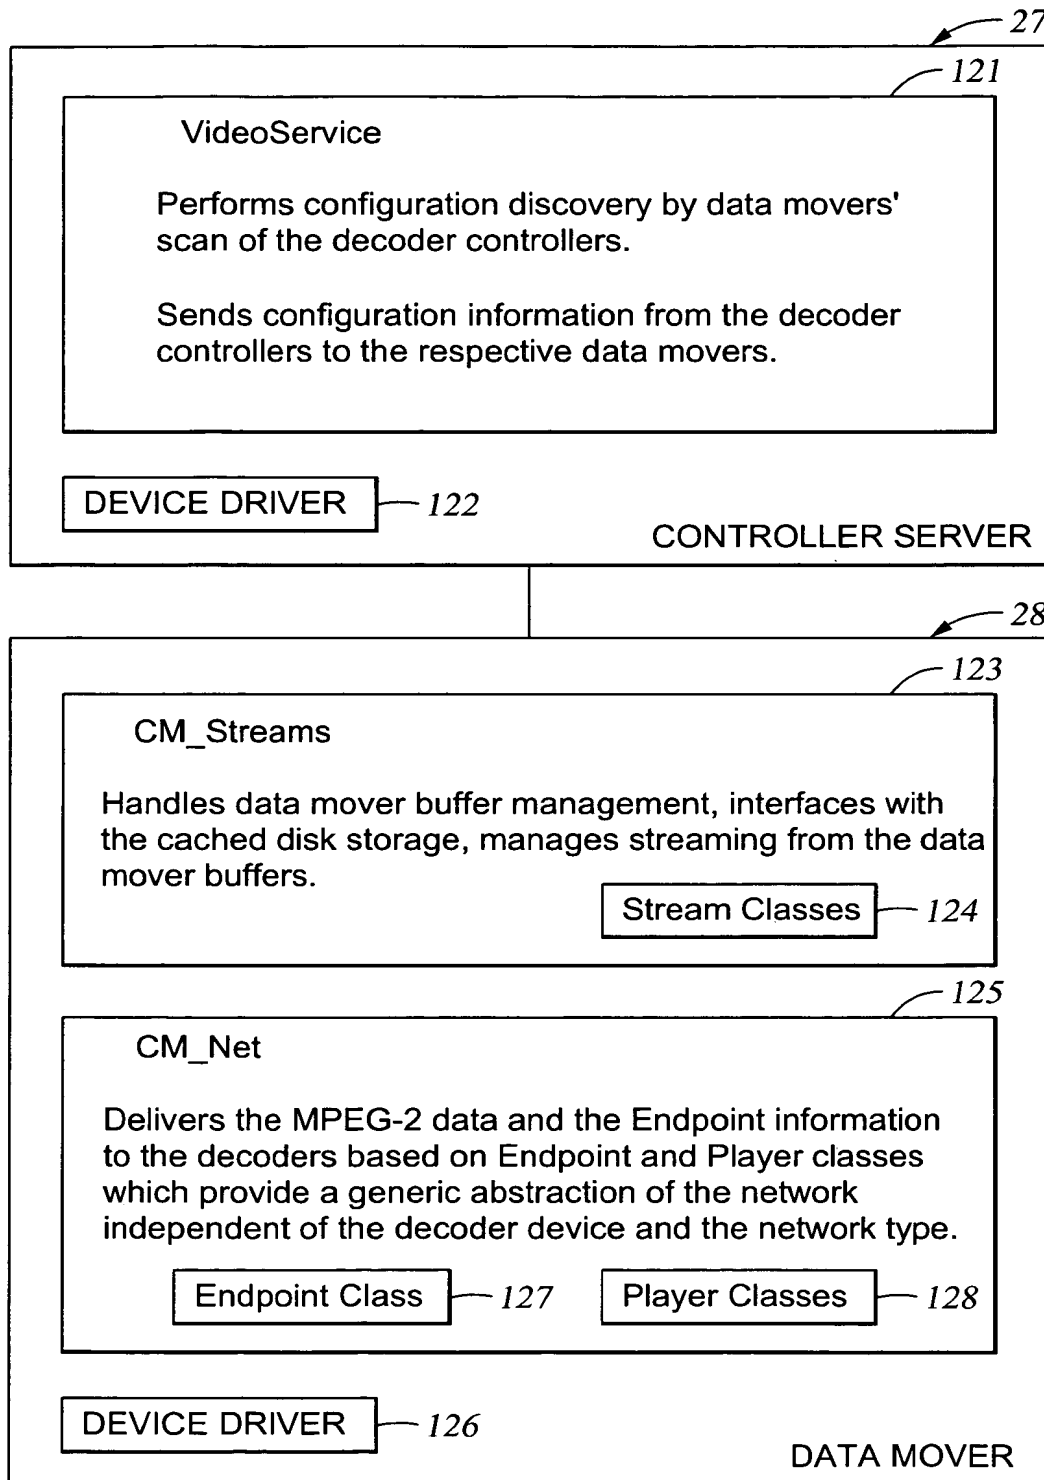 27
121
VideoService
Performs configuration discovery by data movers'
scan of the decoder controllers.
Sends configuration information from the decoder
controllers to the respective data movers.
DEVICE DRIVER
122
CONTROLLER SERVER
28
123
CM_Streams
Handles data mover buffer management, interfaces with
the cached disk storage, manages streaming from the data
mover buffers.
Stream Classes
124
125
CM_Net
Delivers the MPEG-2 data and the Endpoint information
to the decoders based on Endpoint and Player classes
which provide a generic abstraction of the network
independent of the decoder device and the network type.
Endpoint Class
127
Player Classes
128
DEVICE DRIVER
126
DATA MOVER